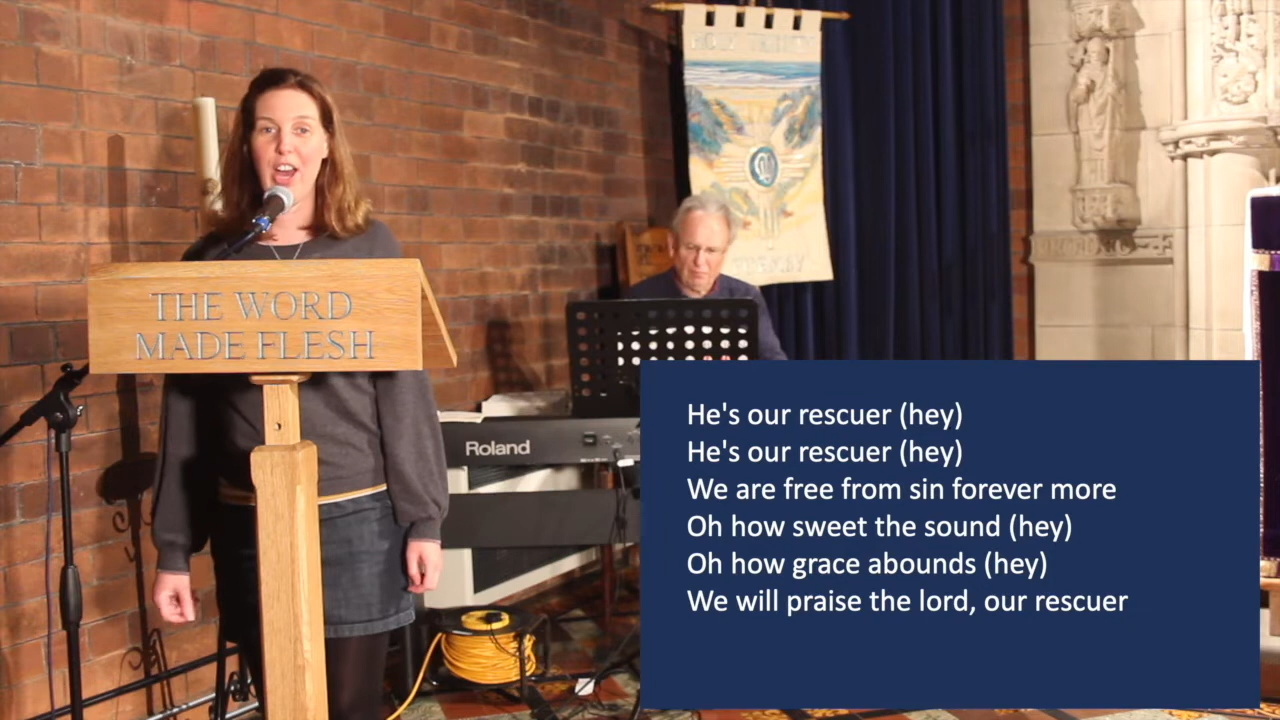 HOLY TRINITY
THE WORD
MADE FLESH
Roland
He's our rescuer (hey)
He's our rescuer (hey)
We are free from sin forever more
Oh how sweet the sound (hey)
Oh how grace abounds (hey)
We will praise the lord, our rescuer